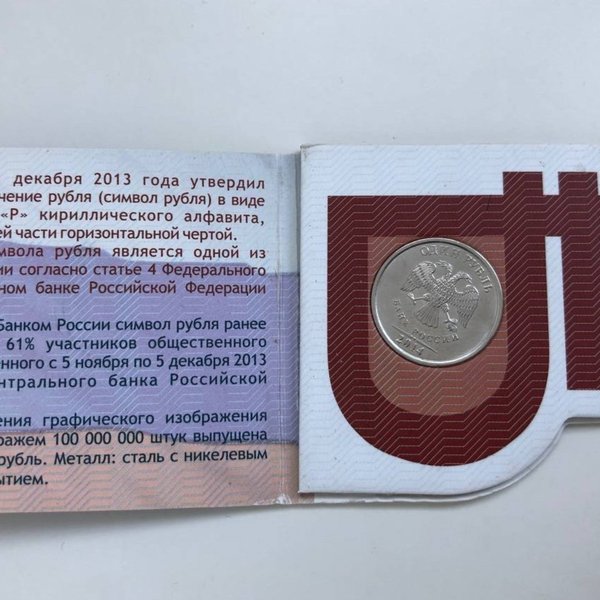 декабря 2013 года утвердил
чение рубля (символ рубля) в виде
«Р» кириллического алфавита,
ей части горизонтальной чертой.
мвола рубля является одной из
ии согласно статье 4 Федерального
ном банке Российской Федерации
Банком России символ рубля ранее
61% участников общественного
енного с 5 ноября по 5 декабря 2013
нтрального банка Российской
ения графического изображения
ражем 100 000 000 штук выпущена
рубль. Металл: сталь с никелевым
ытием.
ОДИН РУБЛЬ
БАНК РОССИИ
2014